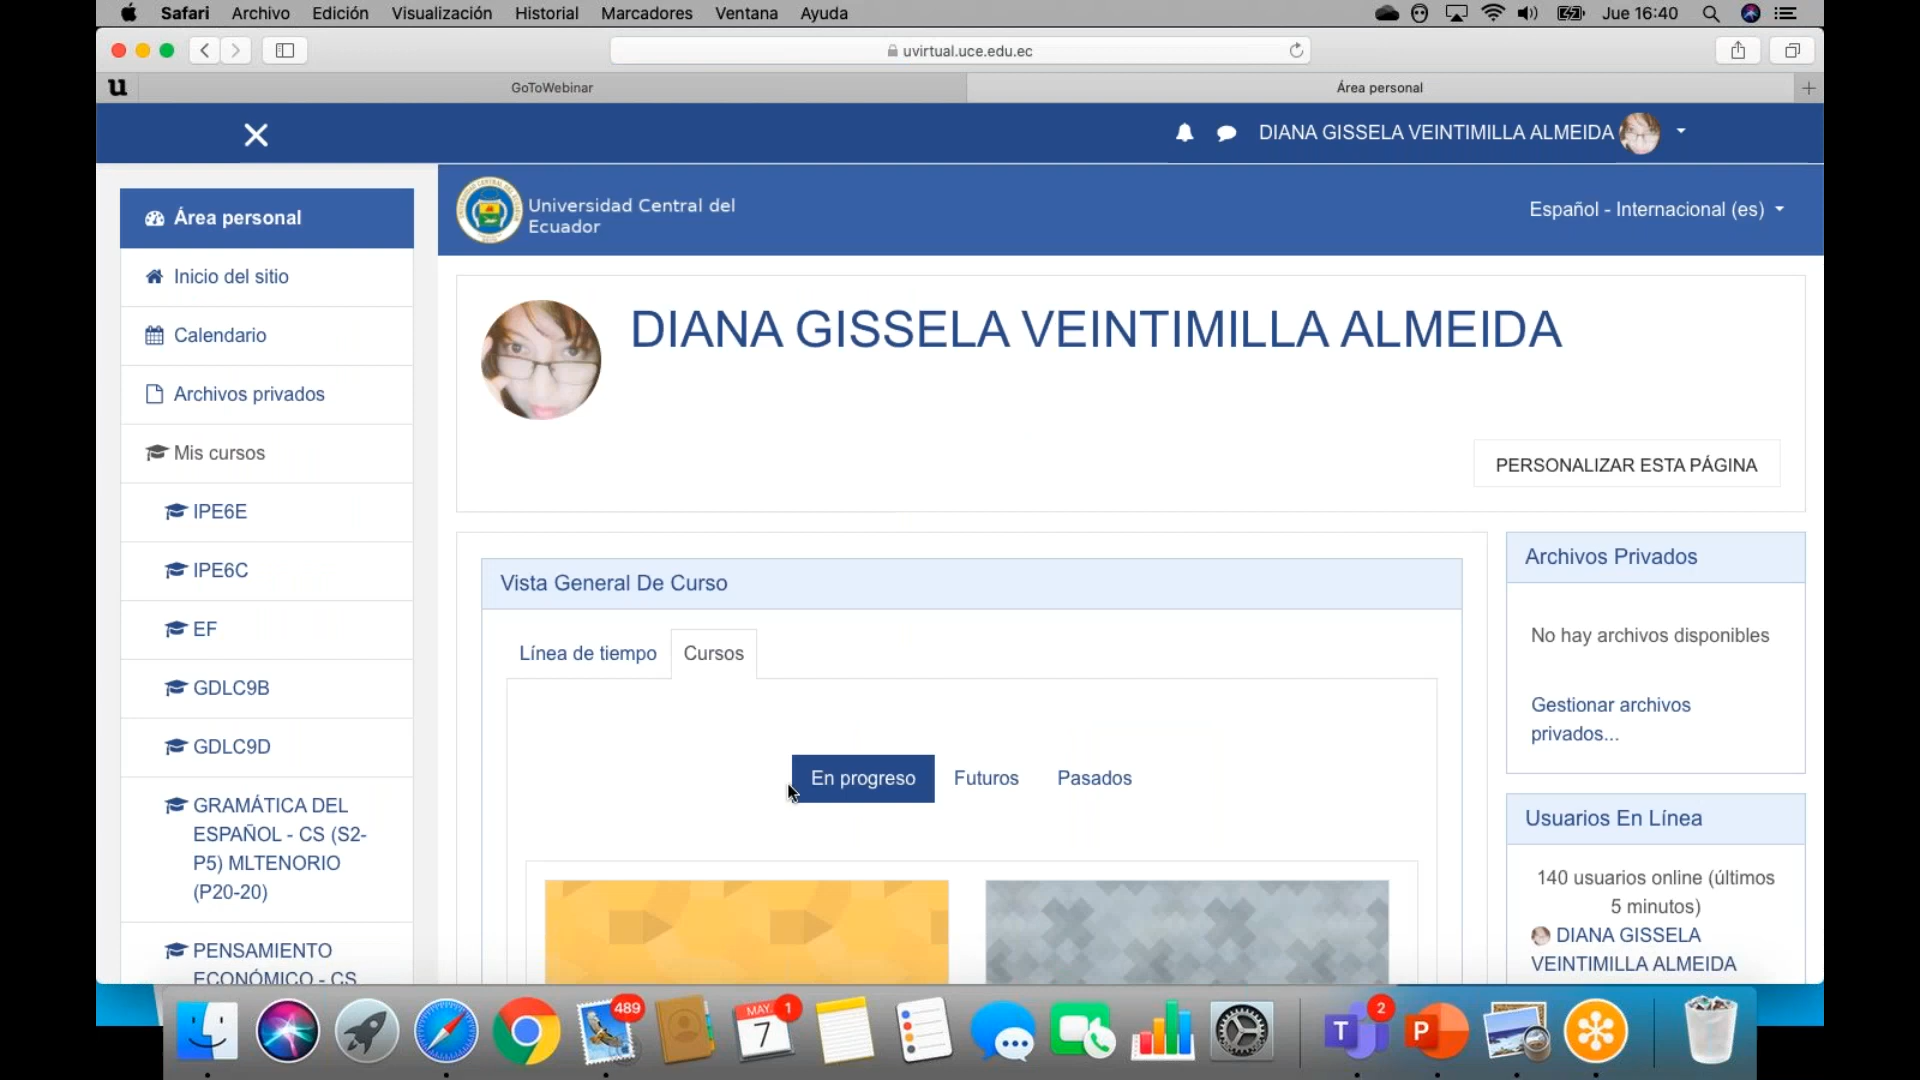 Safari Archivo Edición Visualización Historial Marcadores Ventana Ayuda
Jue 16:40
uvirtual.uce.edu.ec
u
GoToWebinar
Área personal
DIANA GISSELA VEINTIMILLA ALMEIDA
Área personal
Inicio del sitio
Calendario
Archivos privados
Mis cursos
IPE6E
IPE6C
EF
GDLC9B
GDLC9D
GRAMÁTICA DEL
ESPAÑOL - CS (S2-
P5) MLTENORIO
(P20-20)
PENSAMIENTO
ECONÓMICO - CS
Universidad Central del
Ecuador
Español - Internacional (es)
DIANA GISSELA VEINTIMILLA ALMEIDA
PERSONALIZAR ESTA PÁGINA
Vista General De Curso
Línea de tiempo
Cursos
En progreso
Futuros
Pasados
Archivos Privados
No hay archivos disponibles
Gestionar archivos
privados...
Usuarios En Línea
140 usuarios online (últimos
5 minutos)
DIANA GISSELA
VEINTIMILLA ALMEIDA
489
MAY.
7
1
T
2
P